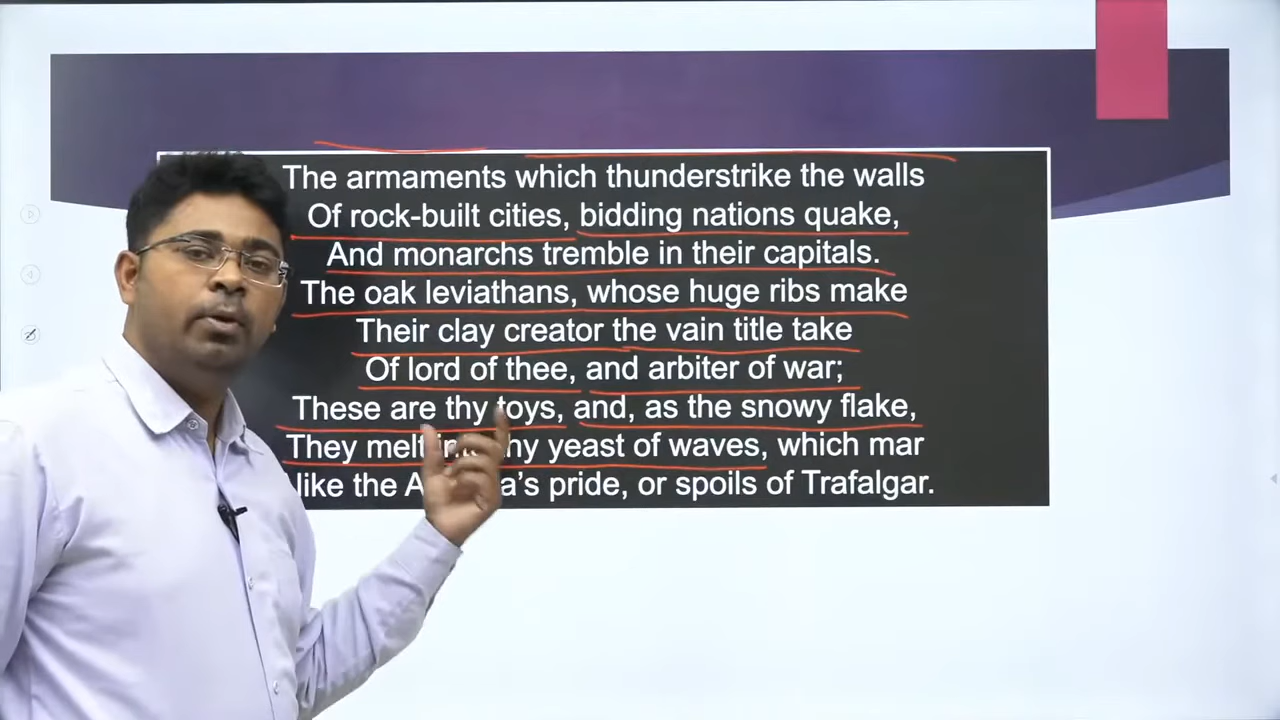 The armaments which thunderstrike the walls
Of rock-built cities, bidding nations quake,
And monarchs tremble in their capitals.
The oak leviathans, whose huge ribs make
Their clay creator the vain title take
Of lord of thee, and arbiter of war;
These are thy toys, and, as the snowy flake,
They melt yeast of waves, which mar
the pride, or spoils of Trafalgar.